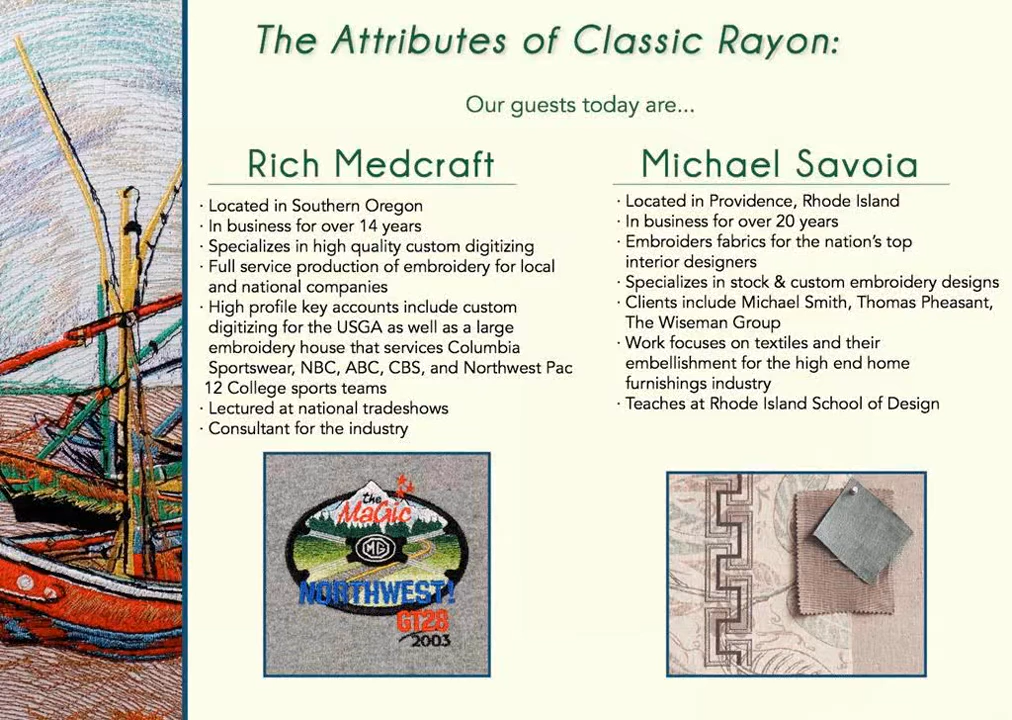 The Attributes of Classic Rayon:
Our guests today are...
Rich Medcraft
· Located in Southern Oregon
· In business for over 14 years
· Specializes in high quality custom digitizing
· Full service production of embroidery for local
and national companies
· High profile key accounts include custom
digitizing for the USGA as well as a large
embroidery house that services Columbia
Sportswear, NBC, ABC, CBS, and Northwest Pac
12 College sports teams
· Lectured at national tradeshows
· Consultant for the industry
the
MaGic
MG
NORTHWEST!
GT28
2003
Michael Savoia
· Located in Providence, Rhode Island
· In business for over 20 years
· Embroiders fabrics for the nation's top
interior designers
· Specializes in stock & custom embroidery designs
· Clients include Michael Smith, Thomas Pheasant,
The Wiseman Group
· Work focuses on textiles and their
embellishment for the high end home
furnishings industry
· Teaches at Rhode Island School of Design